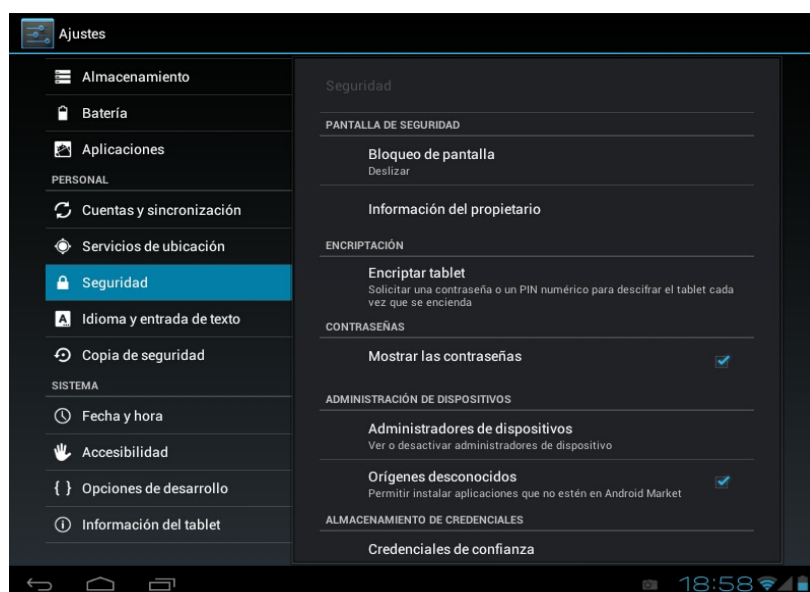 Ajustes
Almacenamiento
Batería
Aplicaciones
PERSONAL
Cuentas y sincronización
Servicios de ubicación
Seguridad
Idioma y entrada de texto
Copia de seguridad
SISTEMA
Fecha y hora
Accesibilidad
{ } Opciones de desarrollo
Información del tablet
Seguridad
PANTALLA DE SEGURIDAD
Bloqueo de pantalla
Deslizar
Información del propietario
ENCRIPTACIÓN
Encriptar tablet
Solicitar una contraseña o un PIN numérico para descifrar el tablet cada
vez que se encienda
CONTRASEÑAS
Mostrar las contraseñas
ADMINISTRACIÓN DE DISPOSITIVOS
Administradores de dispositivos
Ver o desactivar administradores de dispositivo
Orígenes desconocidos
Permitir instalar aplicaciones que no estén en Android Market
ALMACENAMIENTO DE CREDENCIALES
Credenciales de confianza
18:58